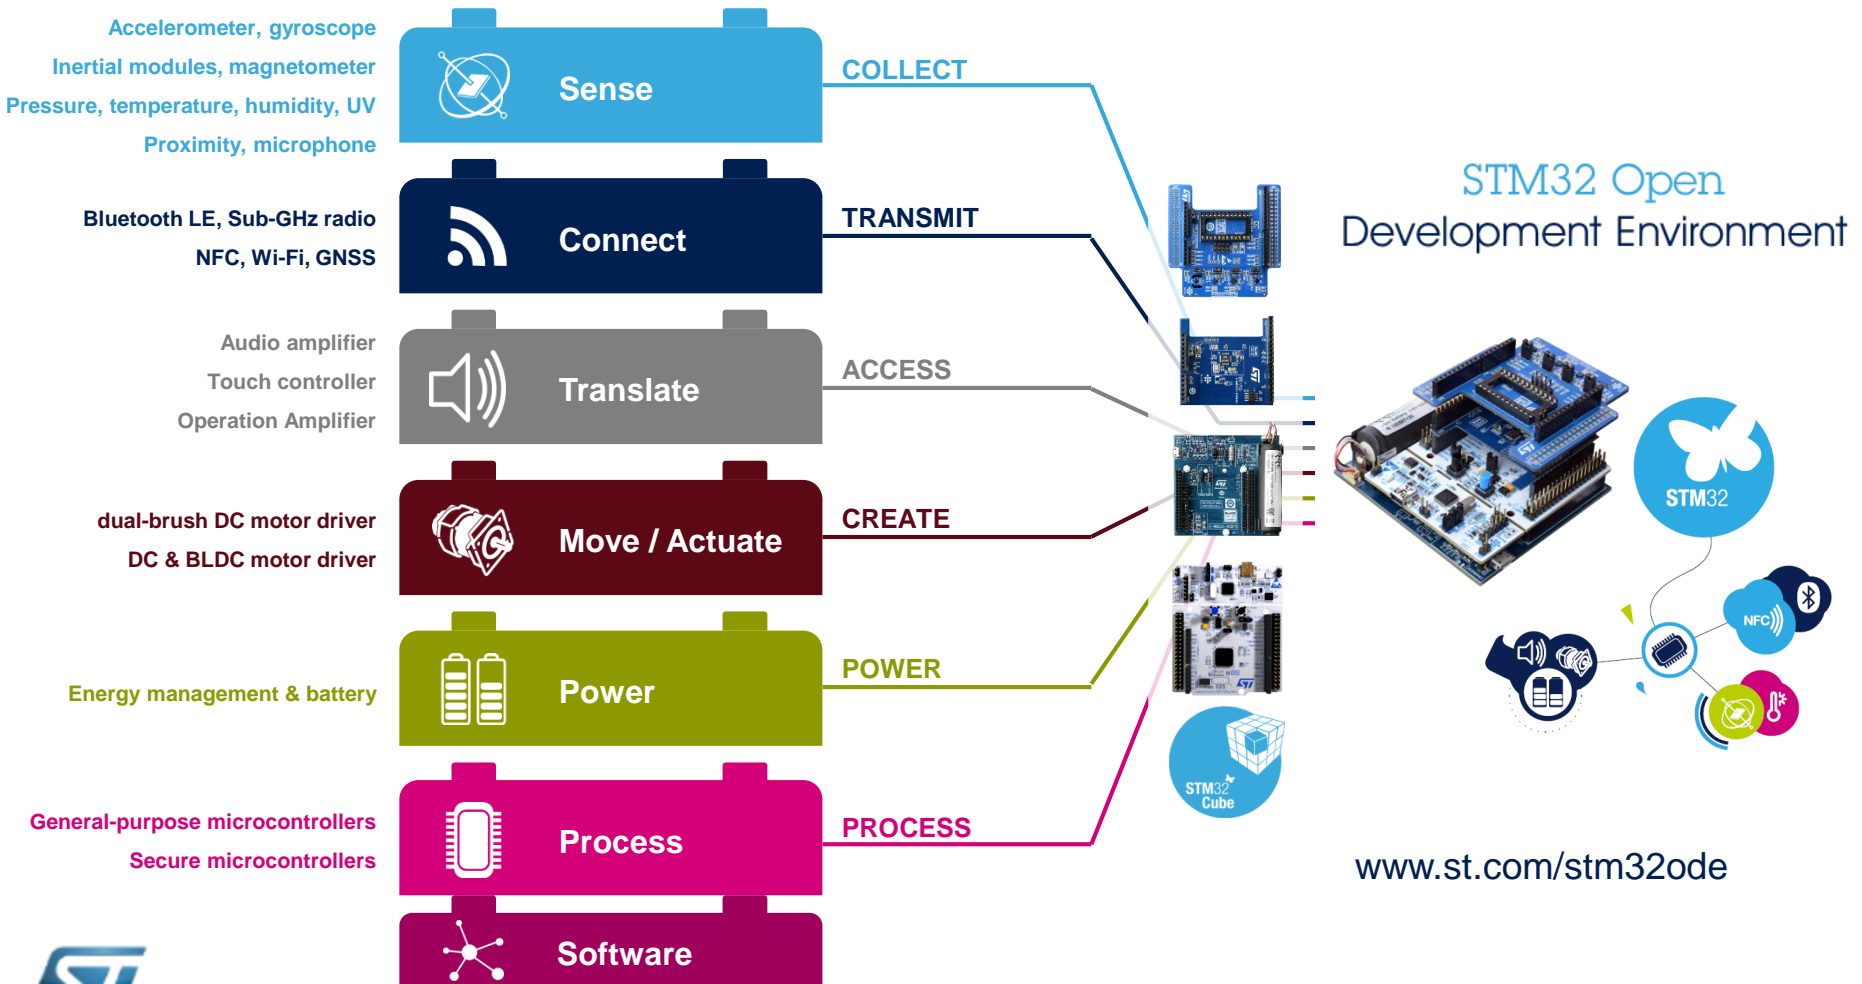 Accelerometer, gyroscope
Inertial modules, magnetometer
Pressure, temperature, humidity, UV
Proximity, microphone
Sense
COLLECT
Bluetooth LE, Sub-GHz radio
NFC, Wi-Fi, GNSS
Connect
TRANSMIT
Audio amplifier
Touch controller
Operation Amplifier
Translate
ACCESS
dual-brush DC motor driver
DC & BLDC motor driver
Move / Actuate
CREATE
Energy management & battery
Power
POWER
General-purpose microcontrollers
Secure microcontrollers
Process
PROCESS
Software
STM32
Cube
STM32 Open
Development Environment
STM32
NFC
www.st.com/stm32ode
ST